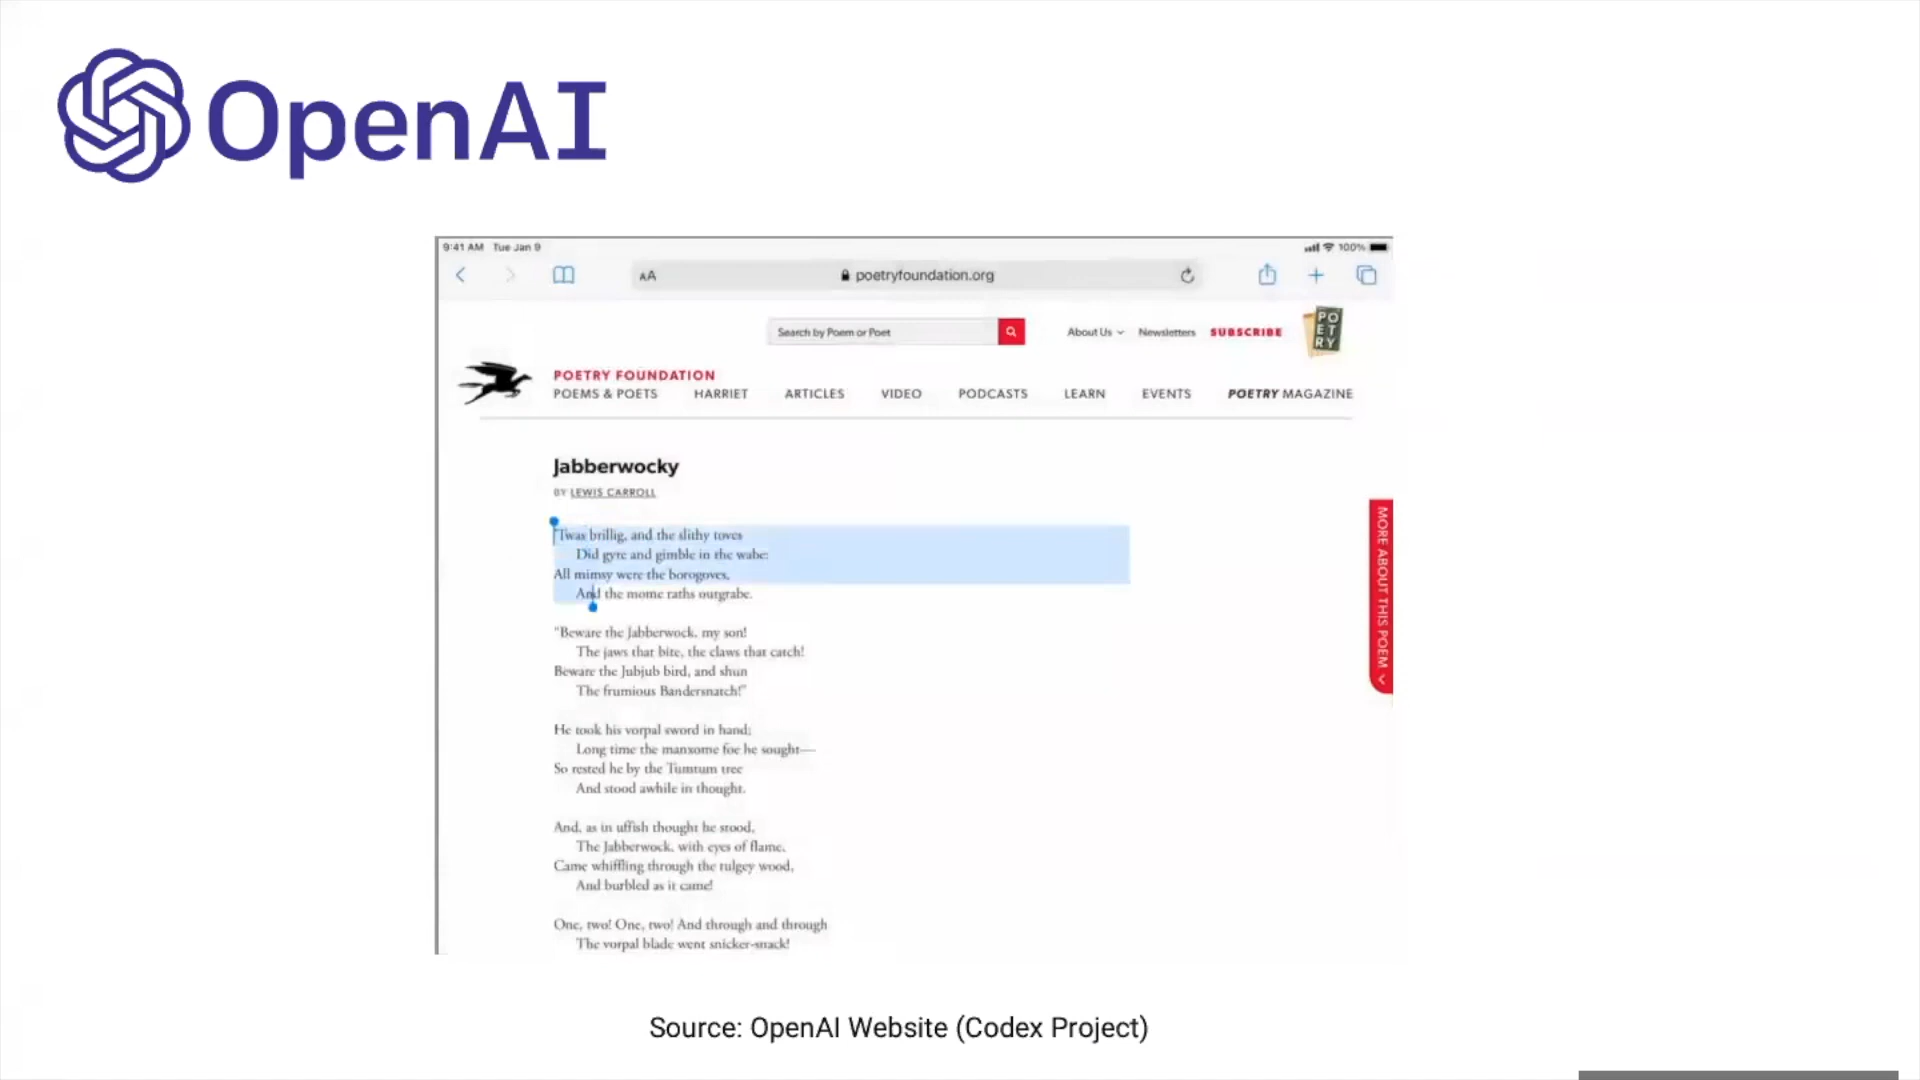 OpenAI
9:41 AM Tue Jan 9
100%
AA
poetryfoundation.org
Search by Poem or Poet
About Us
Newsletters
SUBSCRIBE
PO
ET
RY
POETRY FOUNDATION
POEMS & POETS HARRIET ARTICLES VIDEO PODCASTS LEARN EVENTS POETRY MAGAZINE
Jabberwocky
BY LEWIS CARROLL
'Twas brillig, and the slithy toves
Did gyre and gimble in the wabe:
All mimsy were the borogoves,
And the mome raths outgrabe.
"Beware the Jabberwock, my son!
The jaws that bite, the claws that catch!
Beware the Jubjub bird, and shun
The frumious Bandersnatch!"
He took his vorpal sword in hand;
Long time the manxome foe he sought—
So rested he by the Tumtum tree
And stood awhile in thought.
And, as in uffish thought he stood,
The Jabberwock, with eyes of flame,
Came whiffling through the tulgey wood,
And burbled as it came!
One, two! One, two! And through and through
The vorpal blade went snicker-snack!
MORE ABOUT THIS POEM
Source: OpenAI Website (Codex Project)